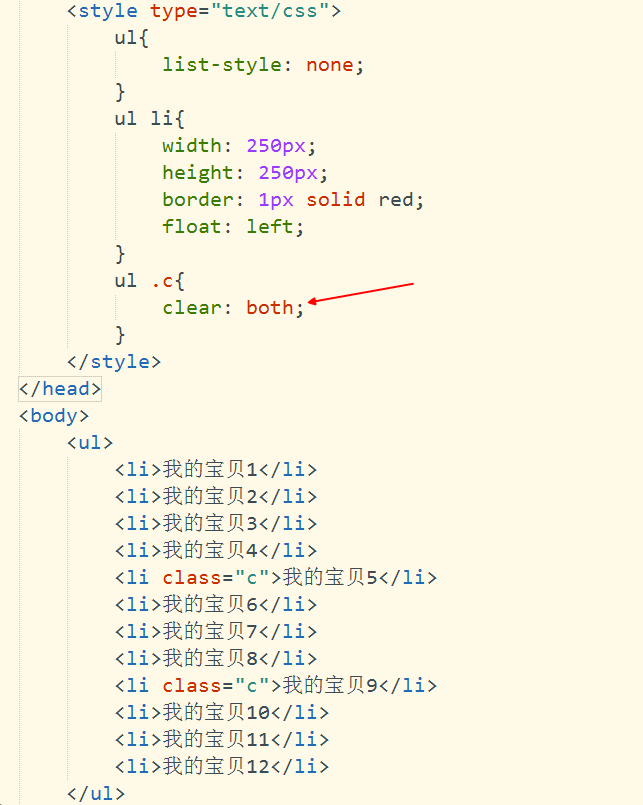 <style type="text/css">
ul{
list-style: none;
}
ul li{
width: 250px;
height: 250px;
border: 1px solid red;
float: left;
}
ul .c{
clear: both;
}
</style>
</head>
<body>
<ul>
<li>我的宝贝1</li>
<li>我的宝贝2</li>
<li>我的宝贝3</li>
<li>我的宝贝4</li>
<li class="c">我的宝贝5</li>
<li>我的宝贝6</li>
<li>我的宝贝7</li>
<li>我的宝贝8</li>
<li class="c">我的宝贝9</li>
<li>我的宝贝10</li>
<li>我的宝贝11</li>
<li>我的宝贝12</li>
</ul>